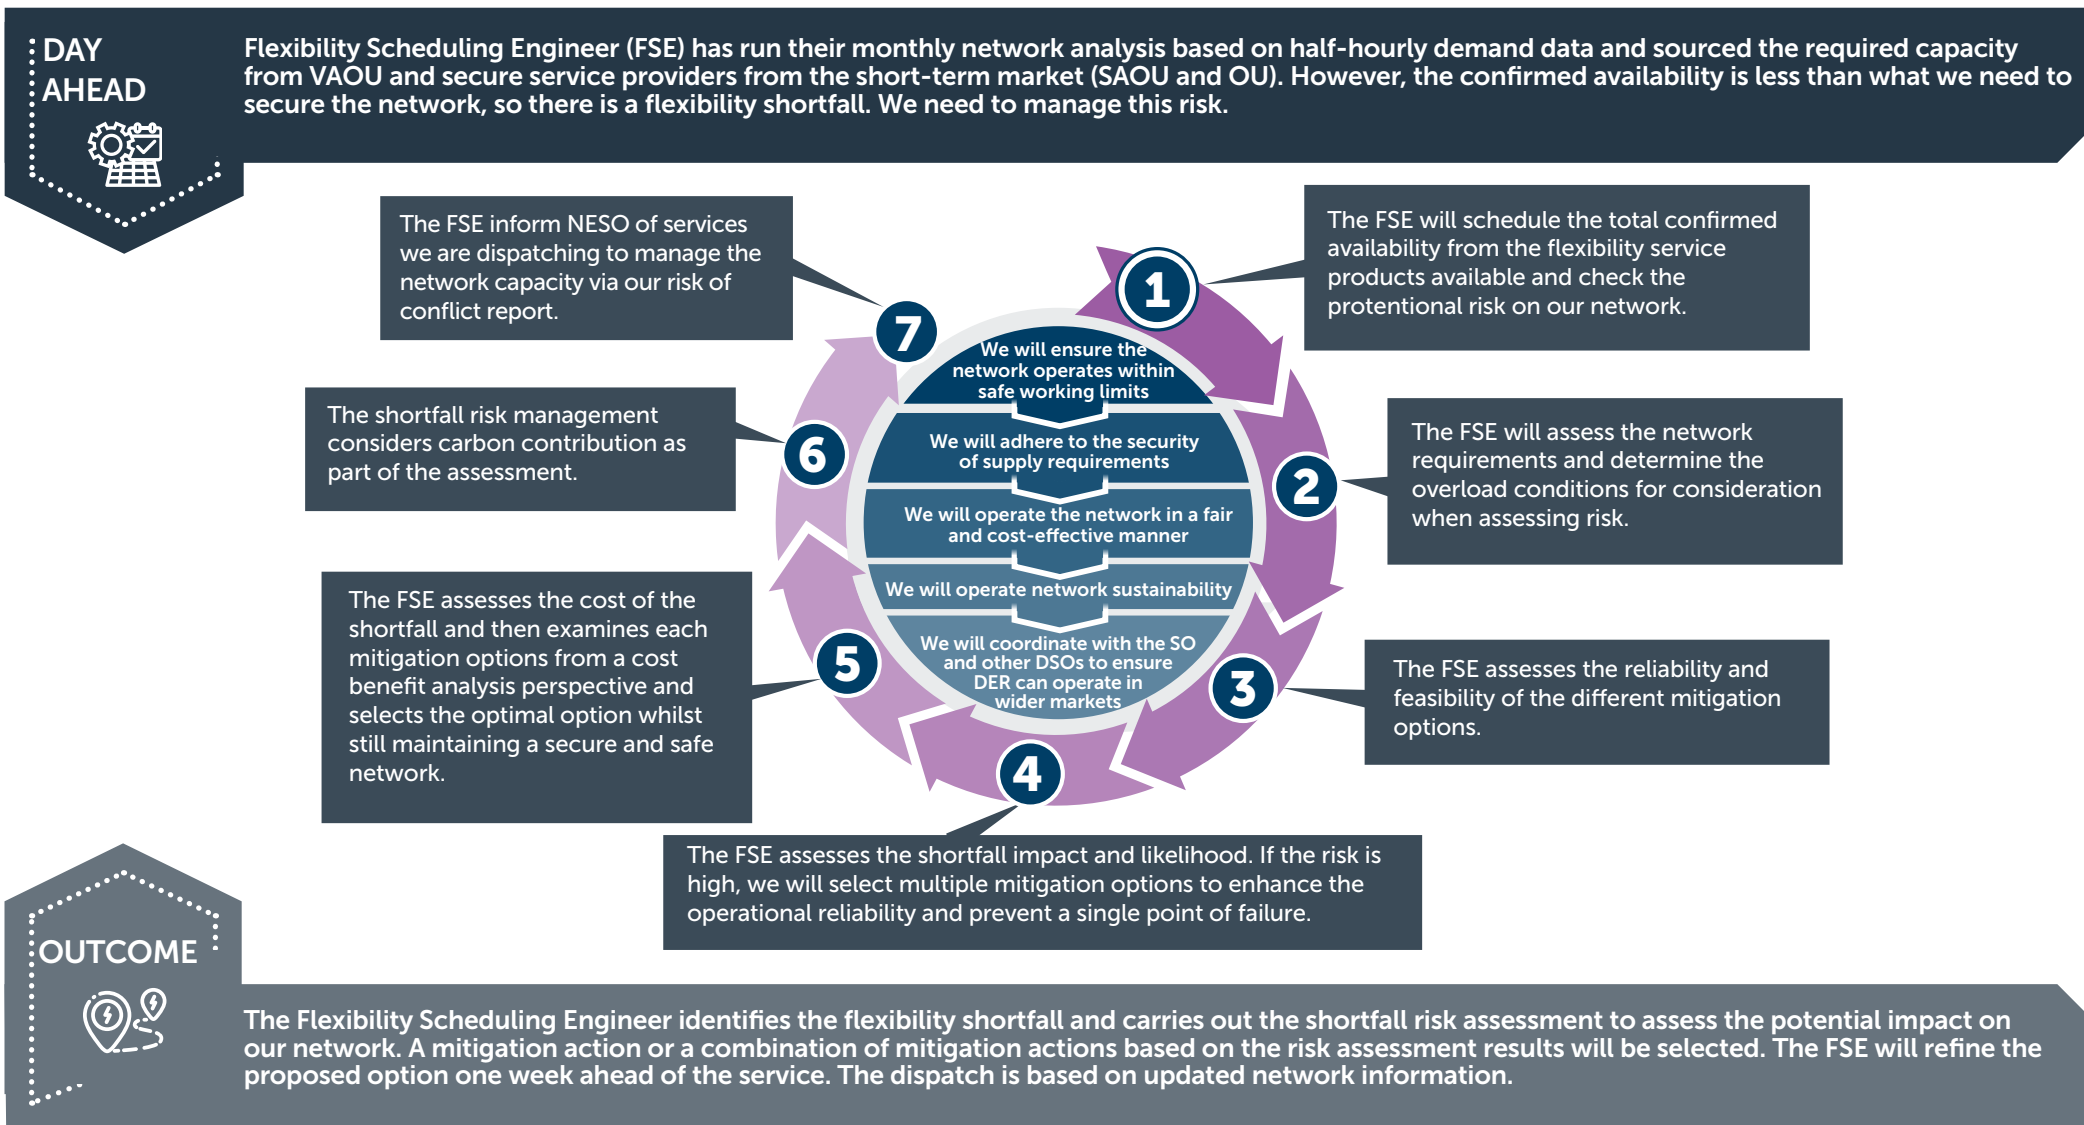 DAY
AHEAD
Flexibility Scheduling Engineer (FSE) has run their monthly network analysis based on half-hourly demand data and sourced the required capacity
from VAOU and secure service providers from the short-term market (SAOU and OU). However, the confirmed availability is less than what we need to
secure the network, so there is a flexibility shortfall. We need to manage this risk.
1
The FSE will schedule the total confirmed
availability from the flexibility service
products available and check the
protentional risk on our network.
2
The FSE will assess the network
requirements and determine the
overload conditions for consideration
when assessing risk.
3
The FSE assesses the reliability and
feasibility of the different mitigation
options.
4
The FSE assesses the shortfall impact and likelihood. If the risk is
high, we will select multiple mitigation options to enhance the
operational reliability and prevent a single point of failure.
5
The FSE assesses the cost of the
shortfall and then examines each
mitigation options from a cost
benefit analysis perspective and
selects the optimal option whilst
still maintaining a secure and safe
network.
6
The shortfall risk management
considers carbon contribution as
part of the assessment.
7
The FSE inform NESO of services
we are dispatching to manage the
network capacity via our risk of
conflict report.
We will ensure the
network operates within
safe working limits
We will adhere to the security
of supply requirements
We will operate the network in a fair
and cost-effective manner
We will operate network sustainability
We will coordinate with the SO
and other DSOs to ensure
DER can operate in
wider markets
OUTCOME
The Flexibility Scheduling Engineer identifies the flexibility shortfall and carries out the shortfall risk assessment to assess the potential impact on
our network. A mitigation action or a combination of mitigation actions based on the risk assessment results will be selected. The FSE will refine the
proposed option one week ahead of the service. The dispatch is based on updated network information.